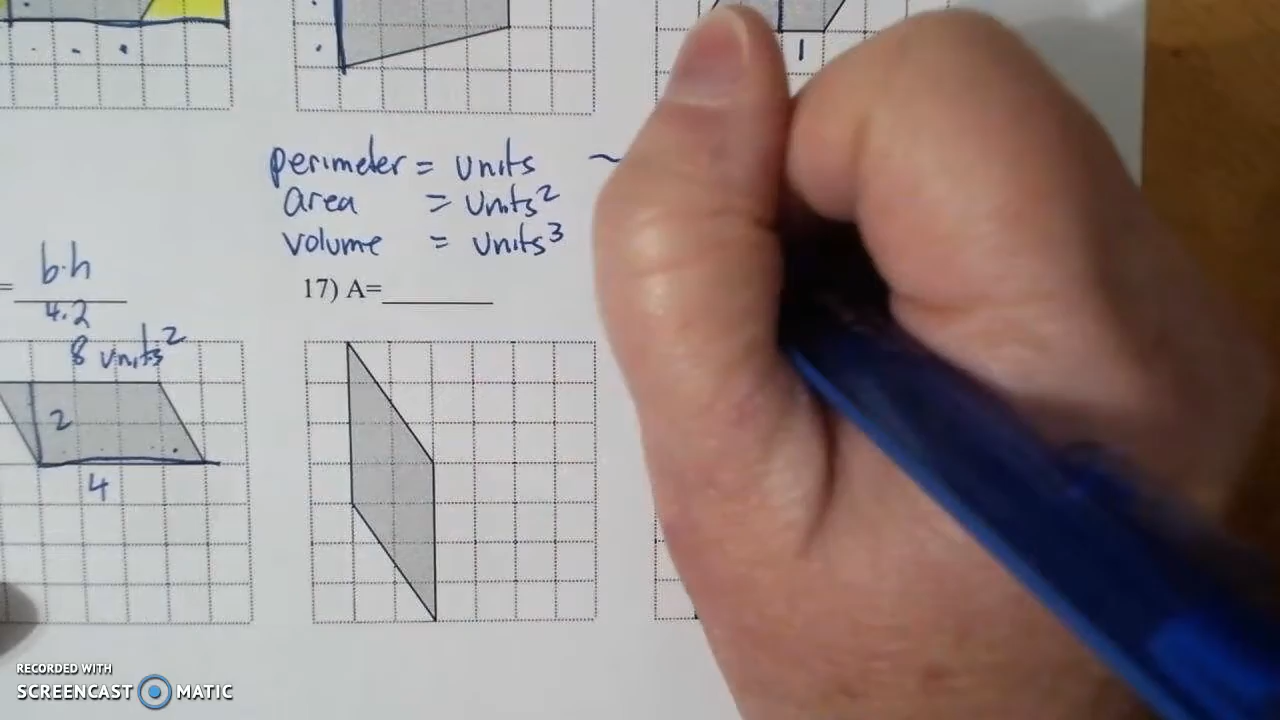 1
perimeter = units ~
area = units²
volume = units³
= b·h
4.2
8 units²
17) A=
2
4
RECORDED WITH
SCREENCAST MATIC